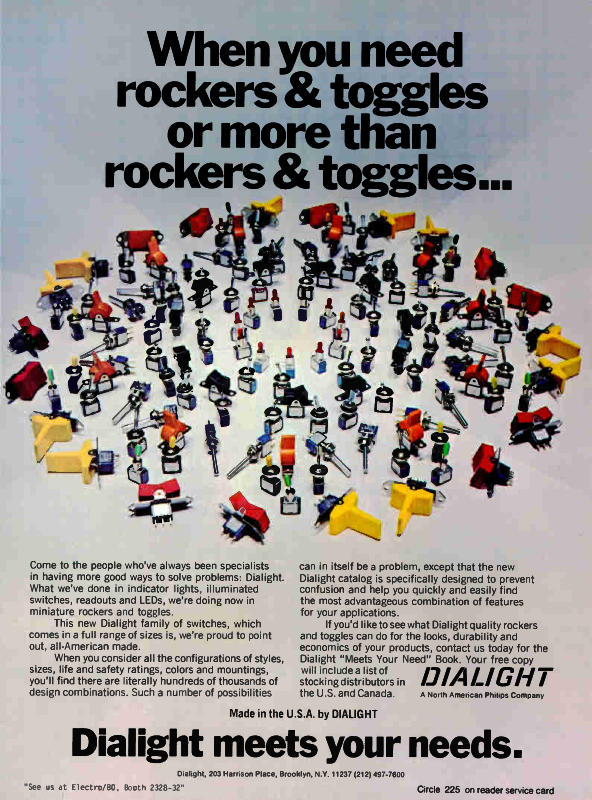 When you need
rockers & toggles
or more than
rockers & toggles...
Come to the people who've always been specialists
in having more good ways to solve problems: Dialight.
What we've done in indicator lights, illuminated
switches, readouts and LEDs, we're doing now in
miniature rockers and toggles.
This new Dialight family of switches, which
comes in a full range of sizes is, we're proud to point
out, all-American made.
When you consider all the configurations of styles,
sizes, life and safety ratings, colors and mountings,
you'll find there are literally hundreds of thousands of
design combinations. Such a number of possibilities
can in itself be a problem, except that the new
Dialight catalog is specifically designed to prevent
confusion and help you quickly and easily find
the most advantageous combination of features
for your applications.
If you'd like to see what Dialight quality rockers
and toggles can do for the looks, durability and
economics of your products, contact us today for the
Dialight "Meets Your Need" Book. Your free copy
will include a list of
stocking distributors in
the U.S. and Canada.
DIALIGHT
A North American Philips Company
Made in the U.S.A. by DIALIGHT
Dialight meets your needs.
Dialight, 203 Harrison Place, Brooklyn, N.Y. 11237 (212) 497-7600
"See us at Electro/80, Booth 2328-32"
Circle 225 on reader service card